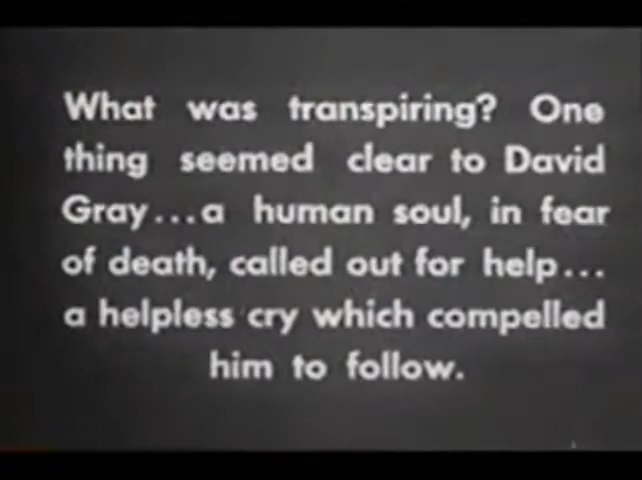 What was transpiring? One
thing seemed clear to David
Gray...a human soul, in fear
of death, called out for help...
a helpless cry which compelled
him to follow.